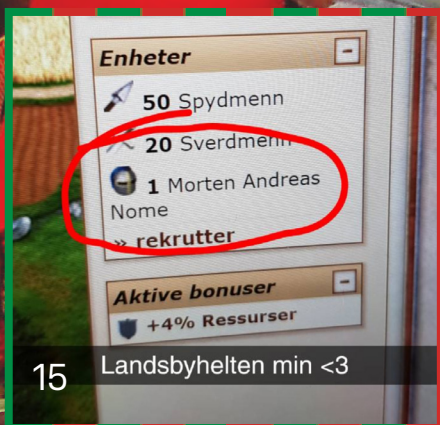 Enheter
50 Spydmenn
20 Sverdmenn
1 Morten Andreas
Nome
» rekrutter
Aktive bonuser
+4% Ressurser
15
Landsbyhelten min <3